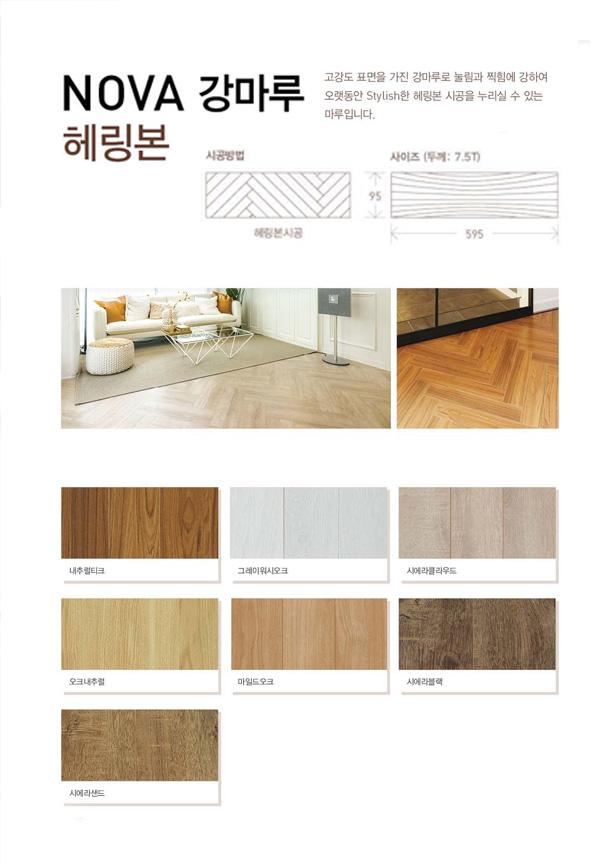 NOVA 강마루
헤링본
고강도 표면을 가진 강마루로 눌림과 찍힘에 강하여
오랫동안 Stylish한 헤링본 시공을 누리실 수 있는
마루입니다.
시공방법
사이즈 (두께: 7.5T)
95
헤링본시공
595
내추럴티크
그레이워시오크
시에라클라우드
오크내추럴
마일드오크
시에라블랙
시에라샌드